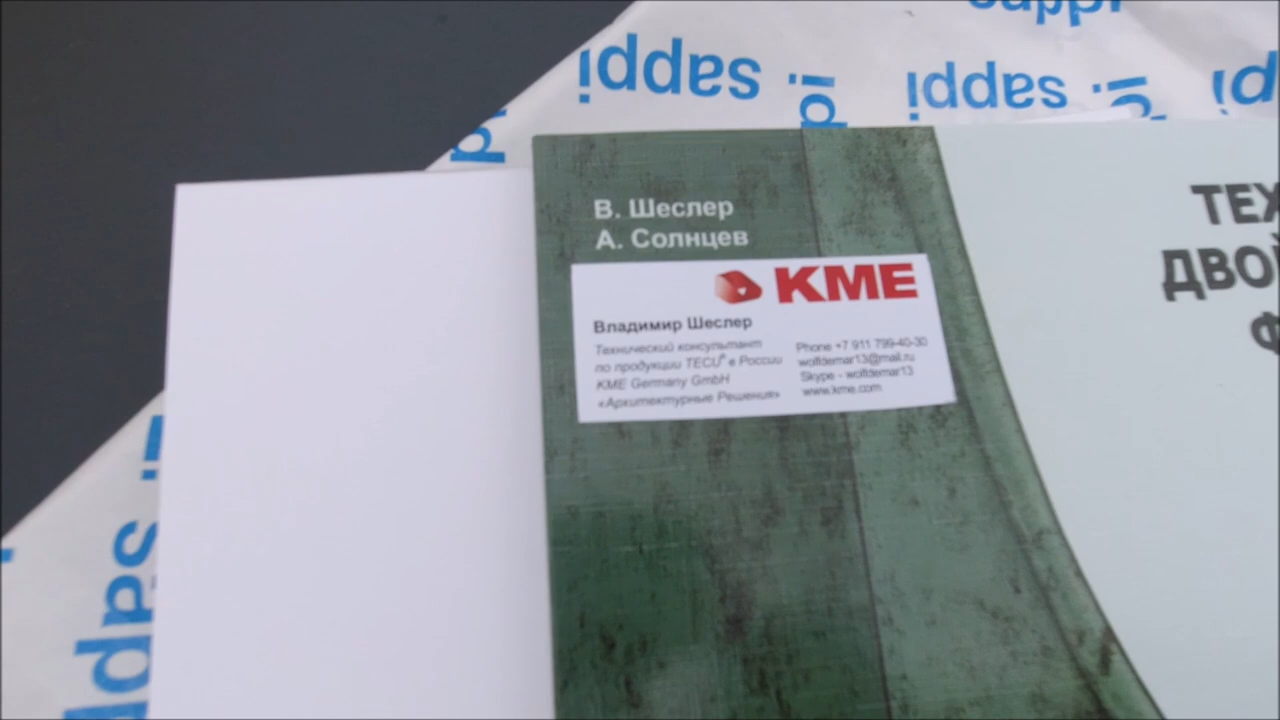 sappi
sappi
sappi
В. Шеслер
А. Солнцев
KME
Владимир Шеслер
Технический консультант
по продукции TECU® в России
KME Germany GmbH
«Архитектурные Решения»
Phone +7 911 799-40-30
wolfdemar13@mail.ru
Skype - wolfdemar13
www.kme.com
ТЕХ
ДВОЙ
Ф
sappi